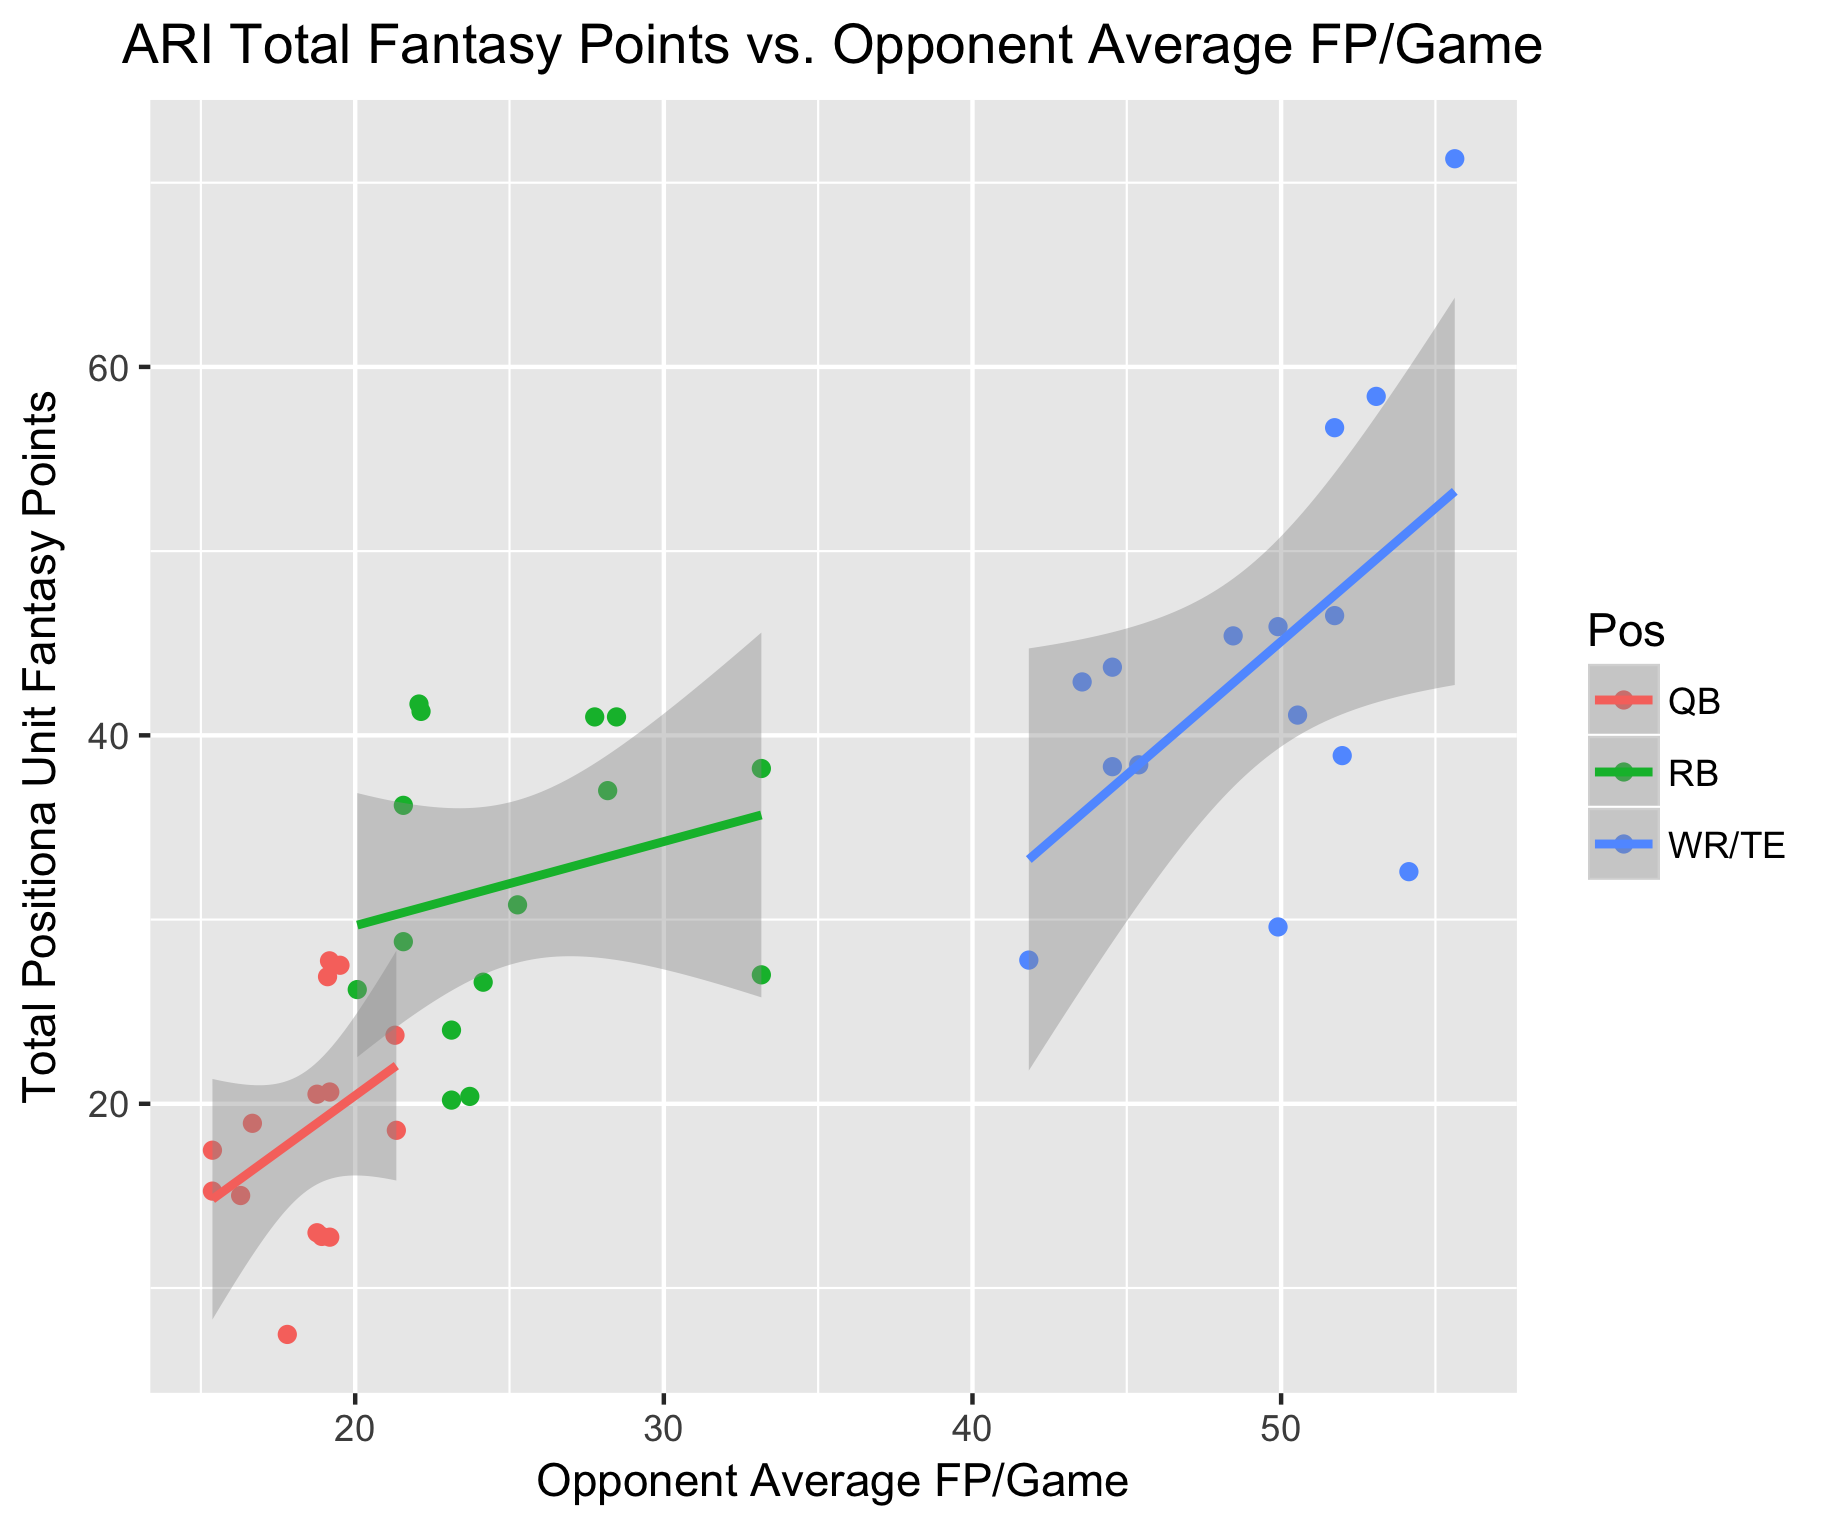 ARI Total Fantasy Points vs. Opponent Average FP/Game
Total Positiona Unit Fantasy Points
60
40
20
20
30
40
50
Opponent Average FP/Game
Pos
QB
RB
WR/TE